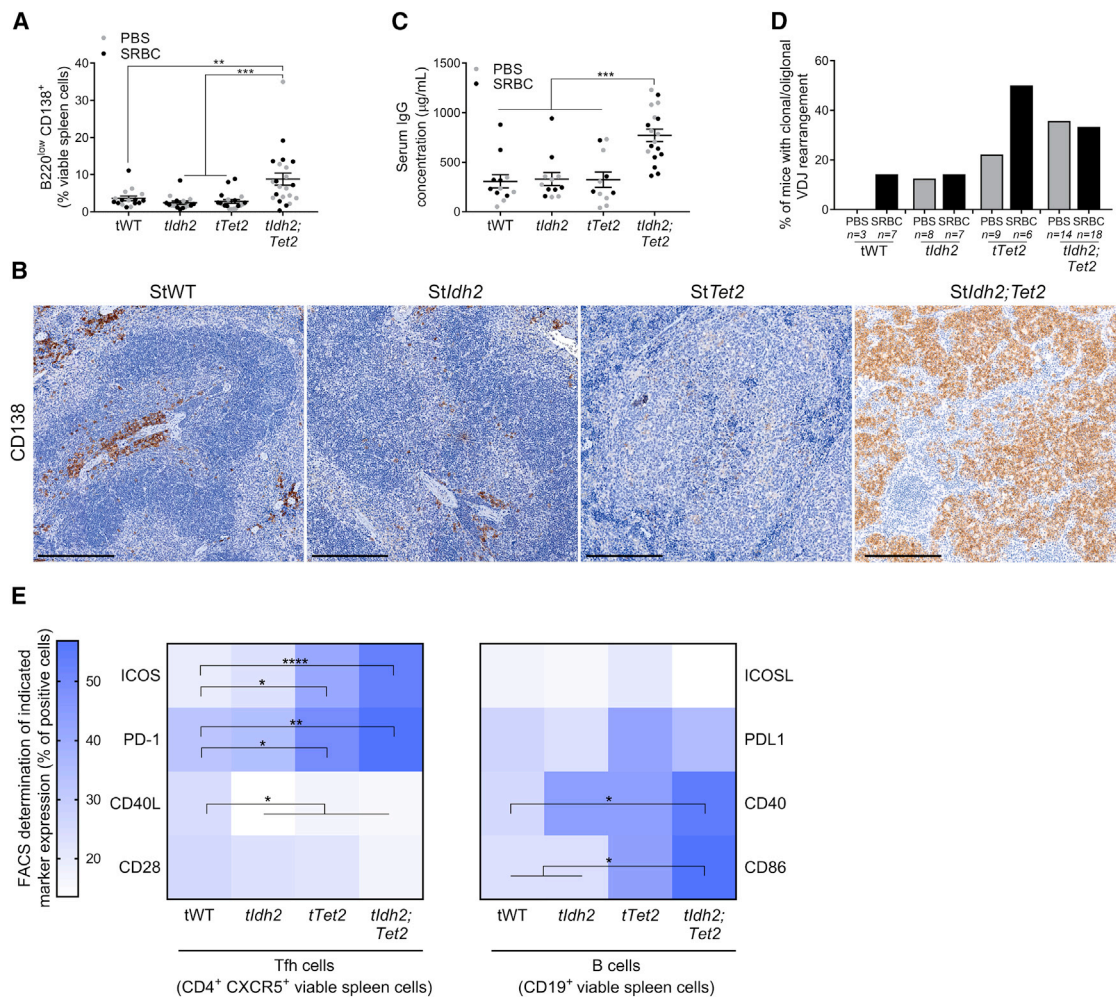 A
PBS
SRBC
B220low CD138+
(% viable spleen cells)
40
30
20
10
0
**
***
tWT
tIdh2
tTet2
tIdh2;
Tet2
C
PBS
SRBC
Serum IgG
concentration (μg/mL)
1500
1000
500
0
***
tWT
tIdh2
tTet2
tIdh2;
Tet2
D
% of mice with clonal/oliglonal
VDJ rearrangement
60
40
20
0
PBS SRBC PBS SRBC PBS SRBC PBS SRBC
n=3 n=7 n=8 n=7 n=9 n=6 n=14 n=18
tWT tIdh2 tTet2 tIdh2;
Tet2
B
StWT StIdh2 StTet2 StIdh2;Tet2
CD138
E
FACS determination of indicated
marker expression (% of positive cells)
50
40
30
20
ICOS
PD-1
CD40L
CD28
****
*
**
*
*
tWT tIdh2 tTet2 tIdh2;
Tet2
Tfh cells
(CD4+ CXCR5+ viable spleen cells)
ICOSL
PDL1
CD40
CD86
*
*
tWT tIdh2 tTet2 tIdh2;
Tet2
B cells
(CD19+ viable spleen cells)